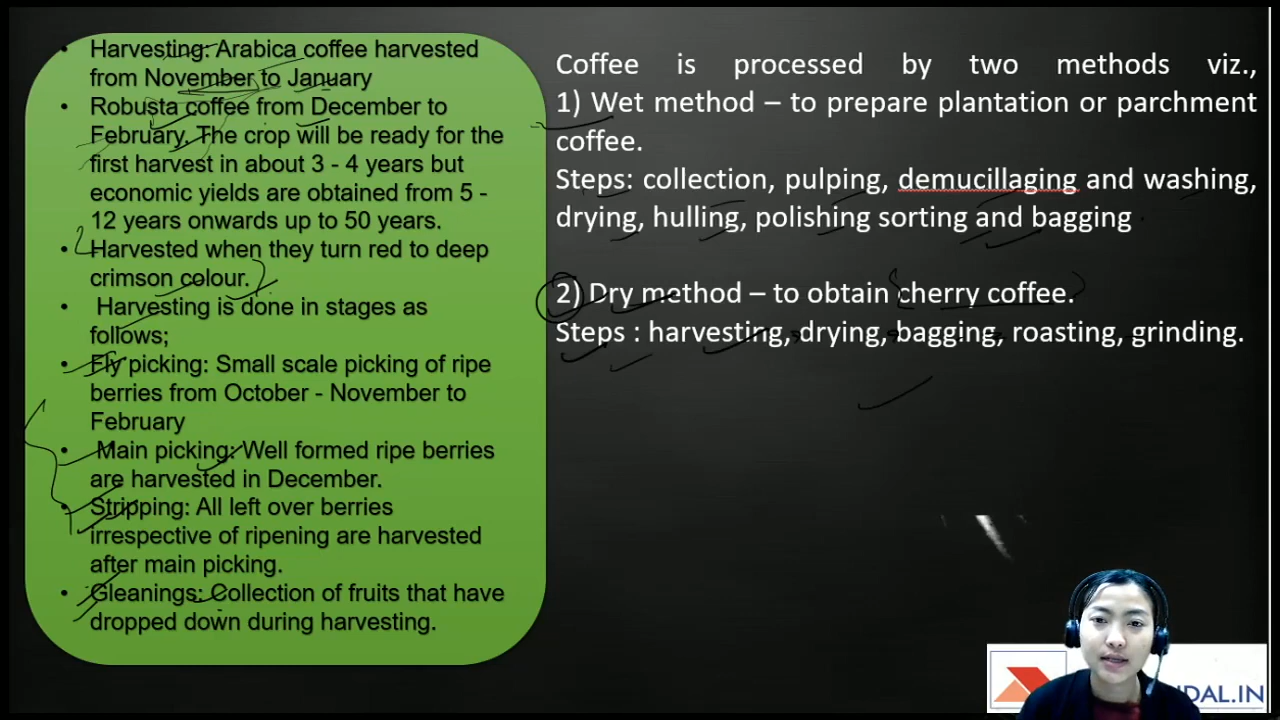 • Harvesting: Arabica coffee harvested
from November to January
• Robusta coffee from December to
February. The crop will be ready for the
first harvest in about 3 - 4 years but
economic yields are obtained from 5 -
12 years onwards up to 50 years.
• Harvested when they turn red to deep
crimson colour.
• Harvesting is done in stages as
follows;
• Fly picking: Small scale picking of ripe
berries from October - November to
February
• Main picking: Well formed ripe berries
are harvested in December.
• Stripping: All left over berries
irrespective of ripening are harvested
after main picking.
• Gleanings: Collection of fruits that have
dropped down during harvesting.
Coffee is processed by two methods viz.,
1) Wet method – to prepare plantation or parchment
coffee.
Steps: collection, pulping, demucillaging and washing,
drying, hulling, polishing sorting and bagging
2) Dry method – to obtain cherry coffee.
Steps : harvesting, drying, bagging, roasting, grinding.